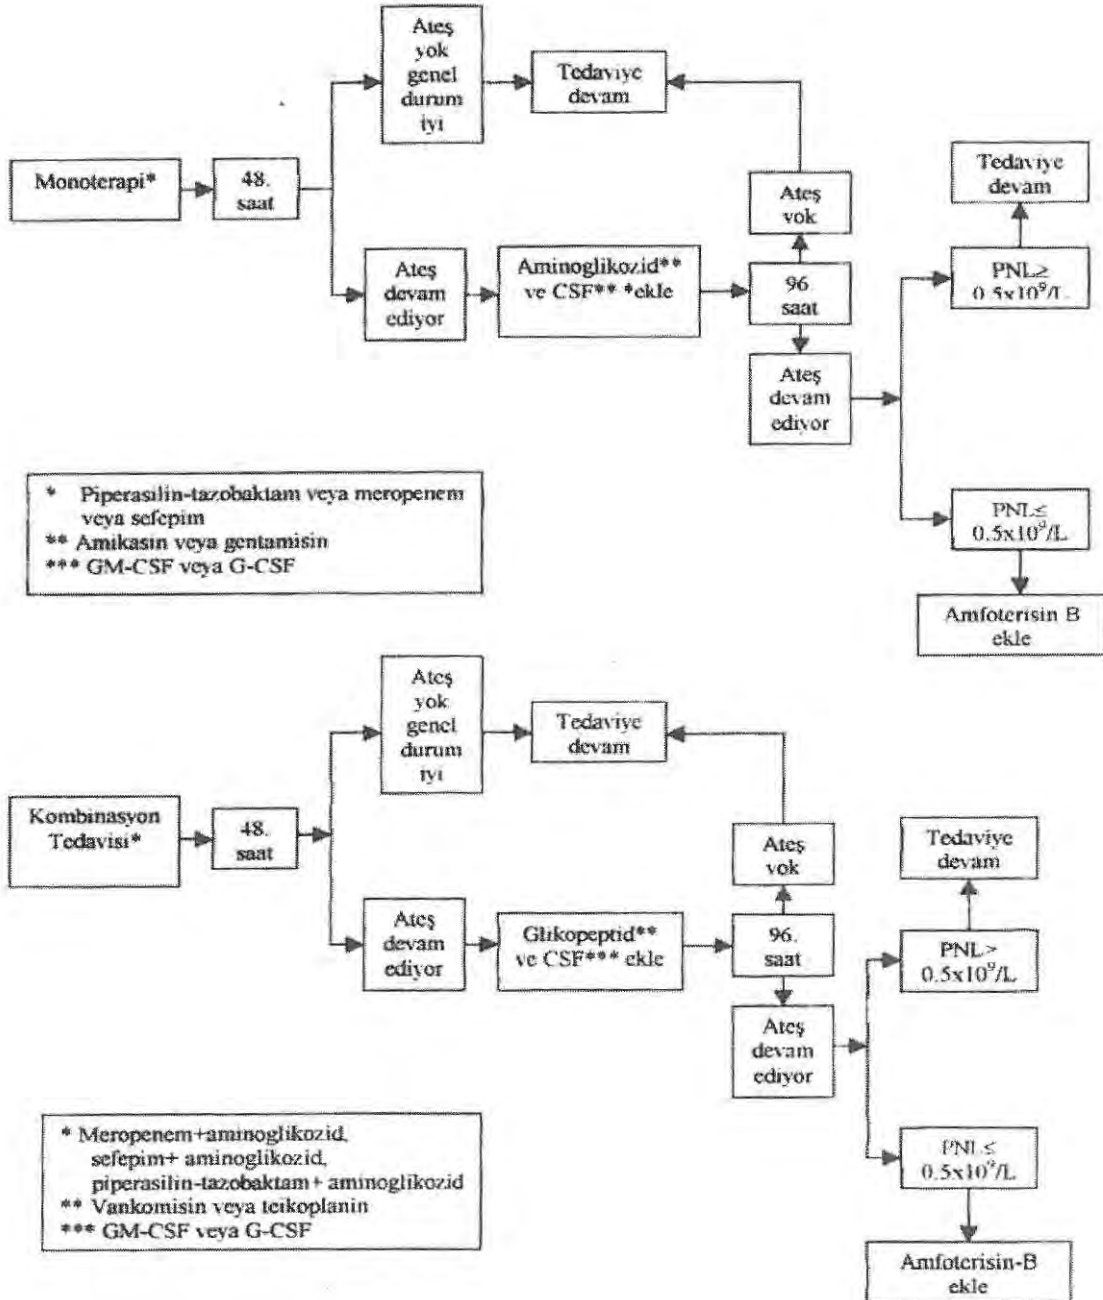 Ateş
yok
genel
durum
iyi
Tedaviye
devam
Monoterapi*
48.
saat
Ateş
devam
ediyor
Aminoglikozid**
ve CSF** *ekle
Ateş
yok
96
saat
Ateş
devam
ediyor
Tedaviye
devam
PNL≥
0.5x10⁹/L
PNL≤
0.5x10⁹/L
Amfoterisin B
ekle
* Piperasilin-tazobaktam veya meropenem
veya sefepim
** Amikasin veya gentamisin
*** GM-CSF veya G-CSF
Ateş
yok
genel
durum
iyi
Tedaviye
devam
Kombinasyon
Tedavisi*
48.
saat
Ateş
devam
ediyor
Glikopeptid**
ve CSF*** ekle
Ateş
yok
96.
saat
Ateş
devam
ediyor
Tedaviye
devam
PNL>
0.5x10⁹/L
PNL≤
0.5x10⁹/L
Amfoterisin-B
ekle
* Meropenem+aminoglikozid,
sefepim+ aminoglikozid,
piperasilin-tazobaktam+ aminoglikozid
** Vankomisin veya teikoplanin
*** GM-CSF veya G-CSF